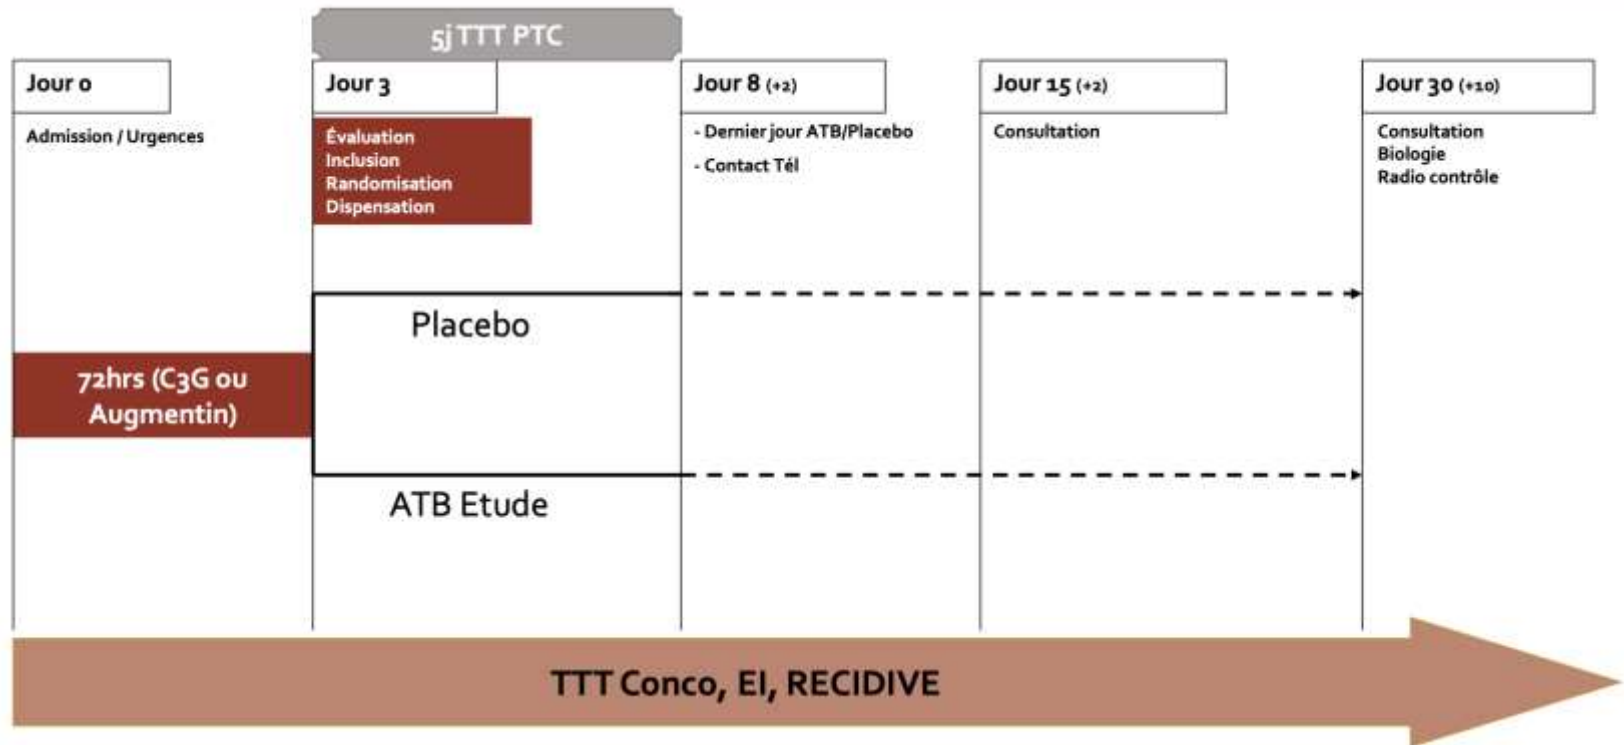 5j TTT PTC
Jour 0
Jour 3
Jour 8 (+2)
Jour 15 (+2)
Jour 30 (+10)
Admission / Urgences
Évaluation
Inclusion
Randomisation
Dispensation
- Dernier jour ATB/Placebo
- Contact Tél
Consultation
Consultation
Biologie
Radio contrôle
Placebo
72hrs (C3G ou
Augmentin)
ATB Etude
TTT Conco, EI, RECIDIVE